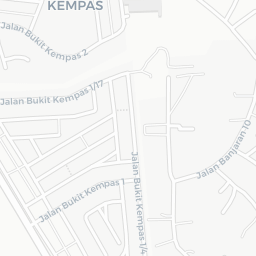 KEMPAS
Jalan Bukit Kempas 2
Jalan Bukit Kempas 1/17
Jalan Banjaran 10
Jalan Bukit Kempas 1
Jalan Bukit Kempas 1/4